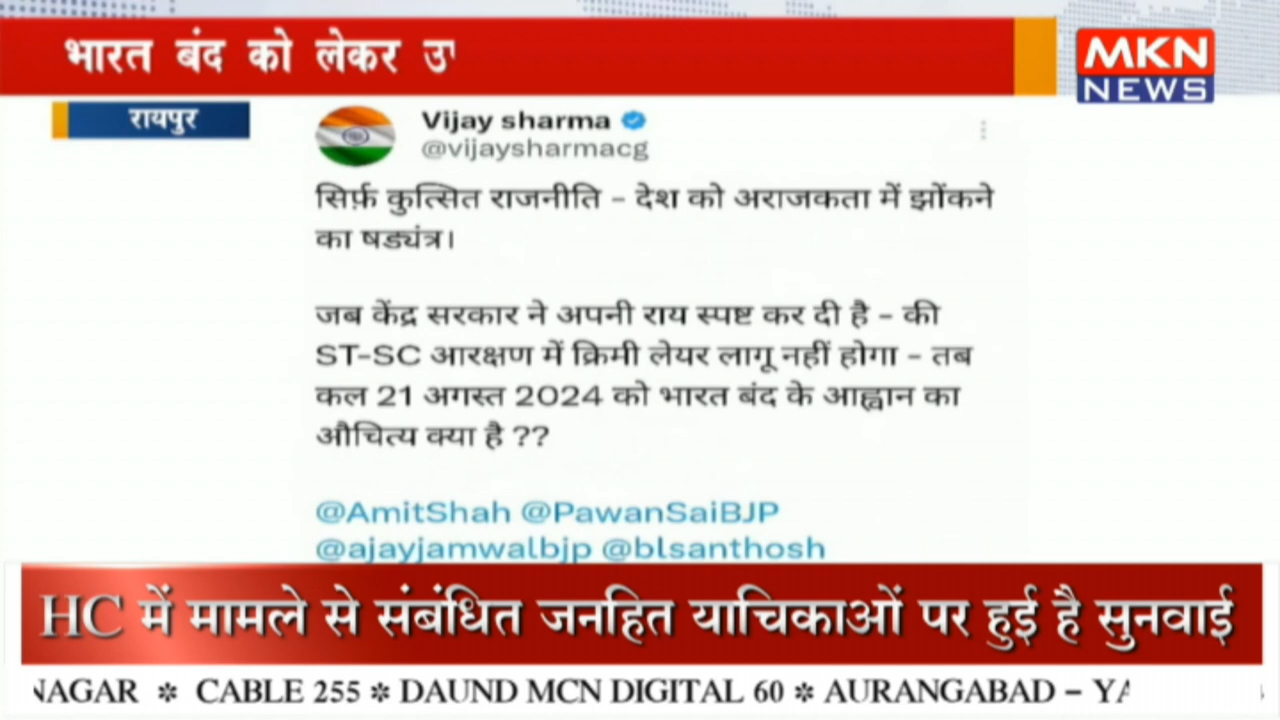 भारत बंद को लेकर
MKN
NEWS
रायपुर
Vijay sharma
@vijaysharmacg
सिर्फ़ कुत्सित राजनीति - देश को अराजकता में झोंकने
का षड्यंत्र।
जब केंद्र सरकार ने अपनी राय स्पष्ट कर दी है - की
ST-SC आरक्षण में क्रिमी लेयर लागू नहीं होगा - तब
कल 21 अगस्त 2024 को भारत बंद के आह्वान का
औचित्य क्या है ??
@AmitShah @PawanSaiBJP
@ajayjamwalbjp @blsanthosh
HC में मामले से संबंधित जनहित याचिकाओं पर हुई है सुनवाई
NAGAR ✲ CABLE 255 ✲ DAUND MCN DIGITAL 60 ✲ AURANGABAD – YA